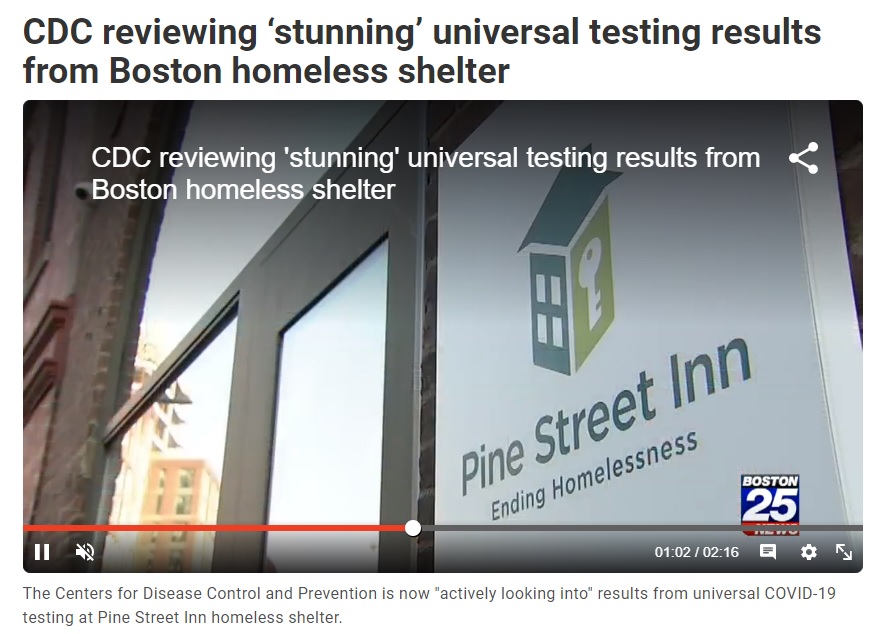 CDC reviewing ‘stunning’ universal testing results
from Boston homeless shelter
CDC reviewing 'stunning' universal testing results from
Boston homeless shelter
Pine Street Inn
Ending Homelessness
BOSTON
25
NEWS
01:02 / 02:16
The Centers for Disease Control and Prevention is now "actively looking into" results from universal COVID-19
testing at Pine Street Inn homeless shelter.